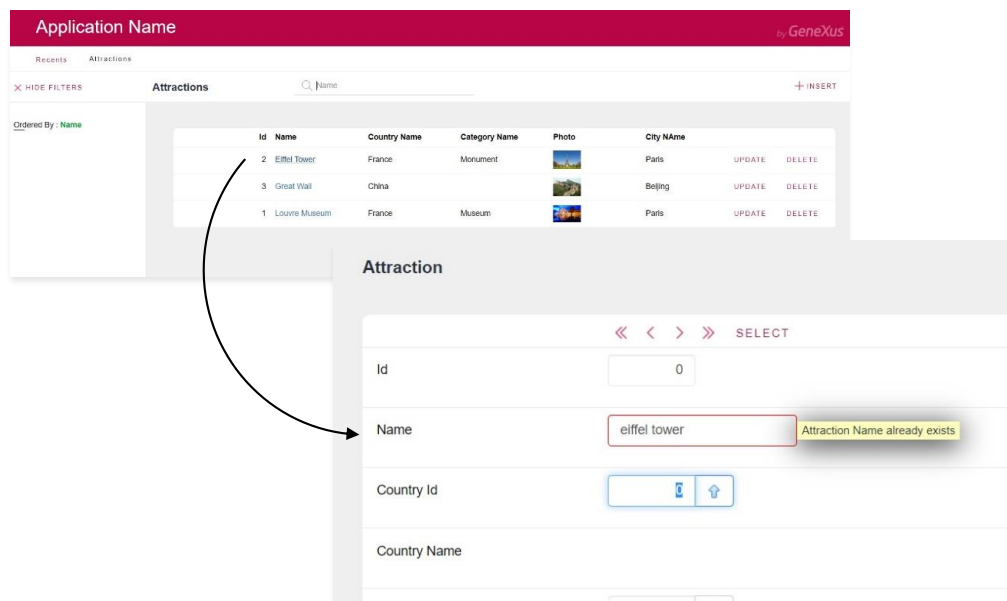 Application Name
by GeneXus
Recents Attractions
HIDE FILTERS Attractions Name INSERT
Ordered By : Name
Id Name Country Name Category Name Photo City NAme
2 Eiffel Tower France Monument Paris UPDATE DELETE
3 Great Wall China Beijing UPDATE DELETE
1 Louvre Museum France Museum Paris UPDATE DELETE
Attraction
SELECT
Id 0
Name eiffel tower Attraction Name already exists
Country Id 0
Country Name